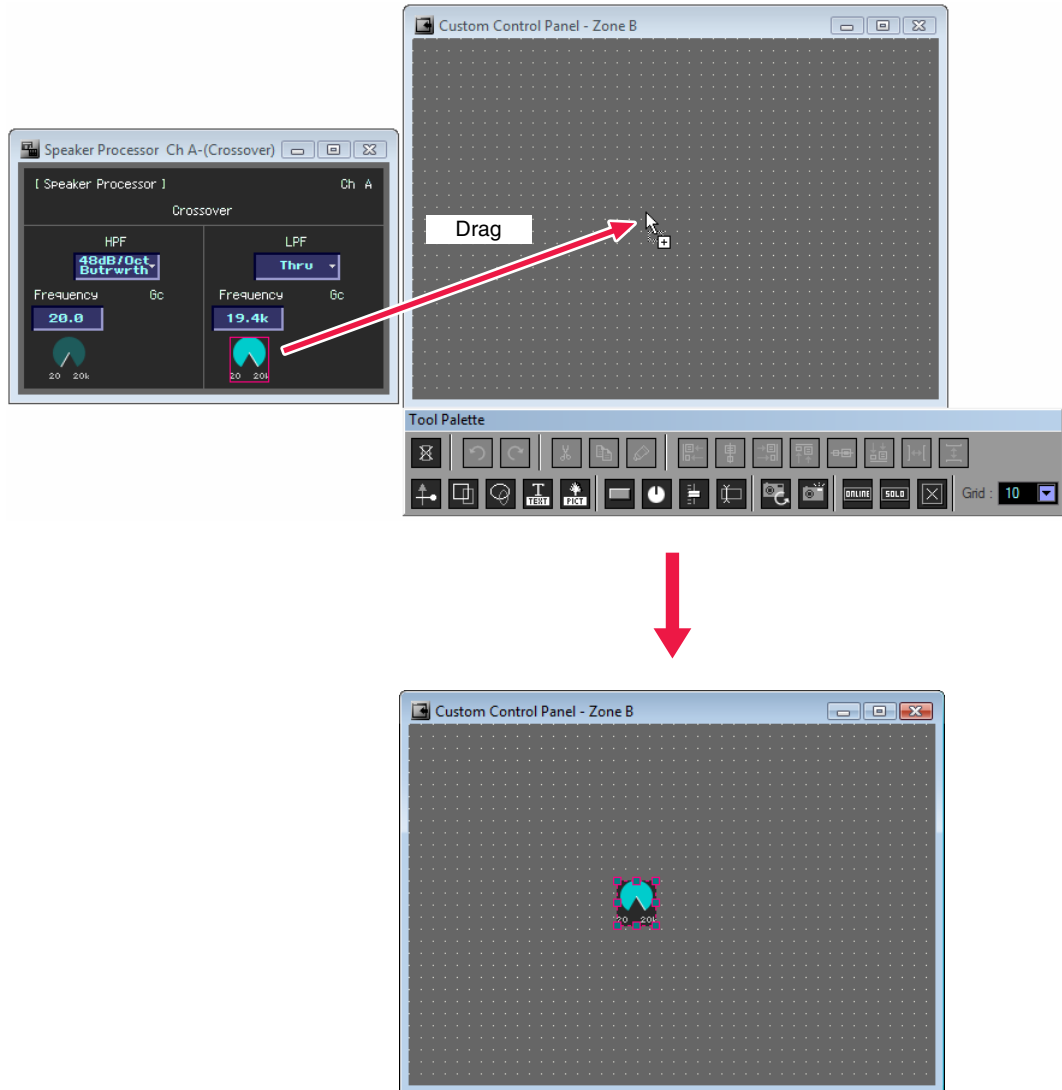 Custom Control Panel - Zone B
Speaker Processor Ch A-(Crossover)
[ Speaker Processor ] Ch A
Crossover
HPF LPF
48dB/Oct
Butrwrth
Thru
Frequency Gc Frequency Gc
20.0 19.4k
20 20k 20 20k
Drag
Tool Palette
TEXT PICT ONLINE SOLO Grid : 10
Custom Control Panel - Zone B
20 20k